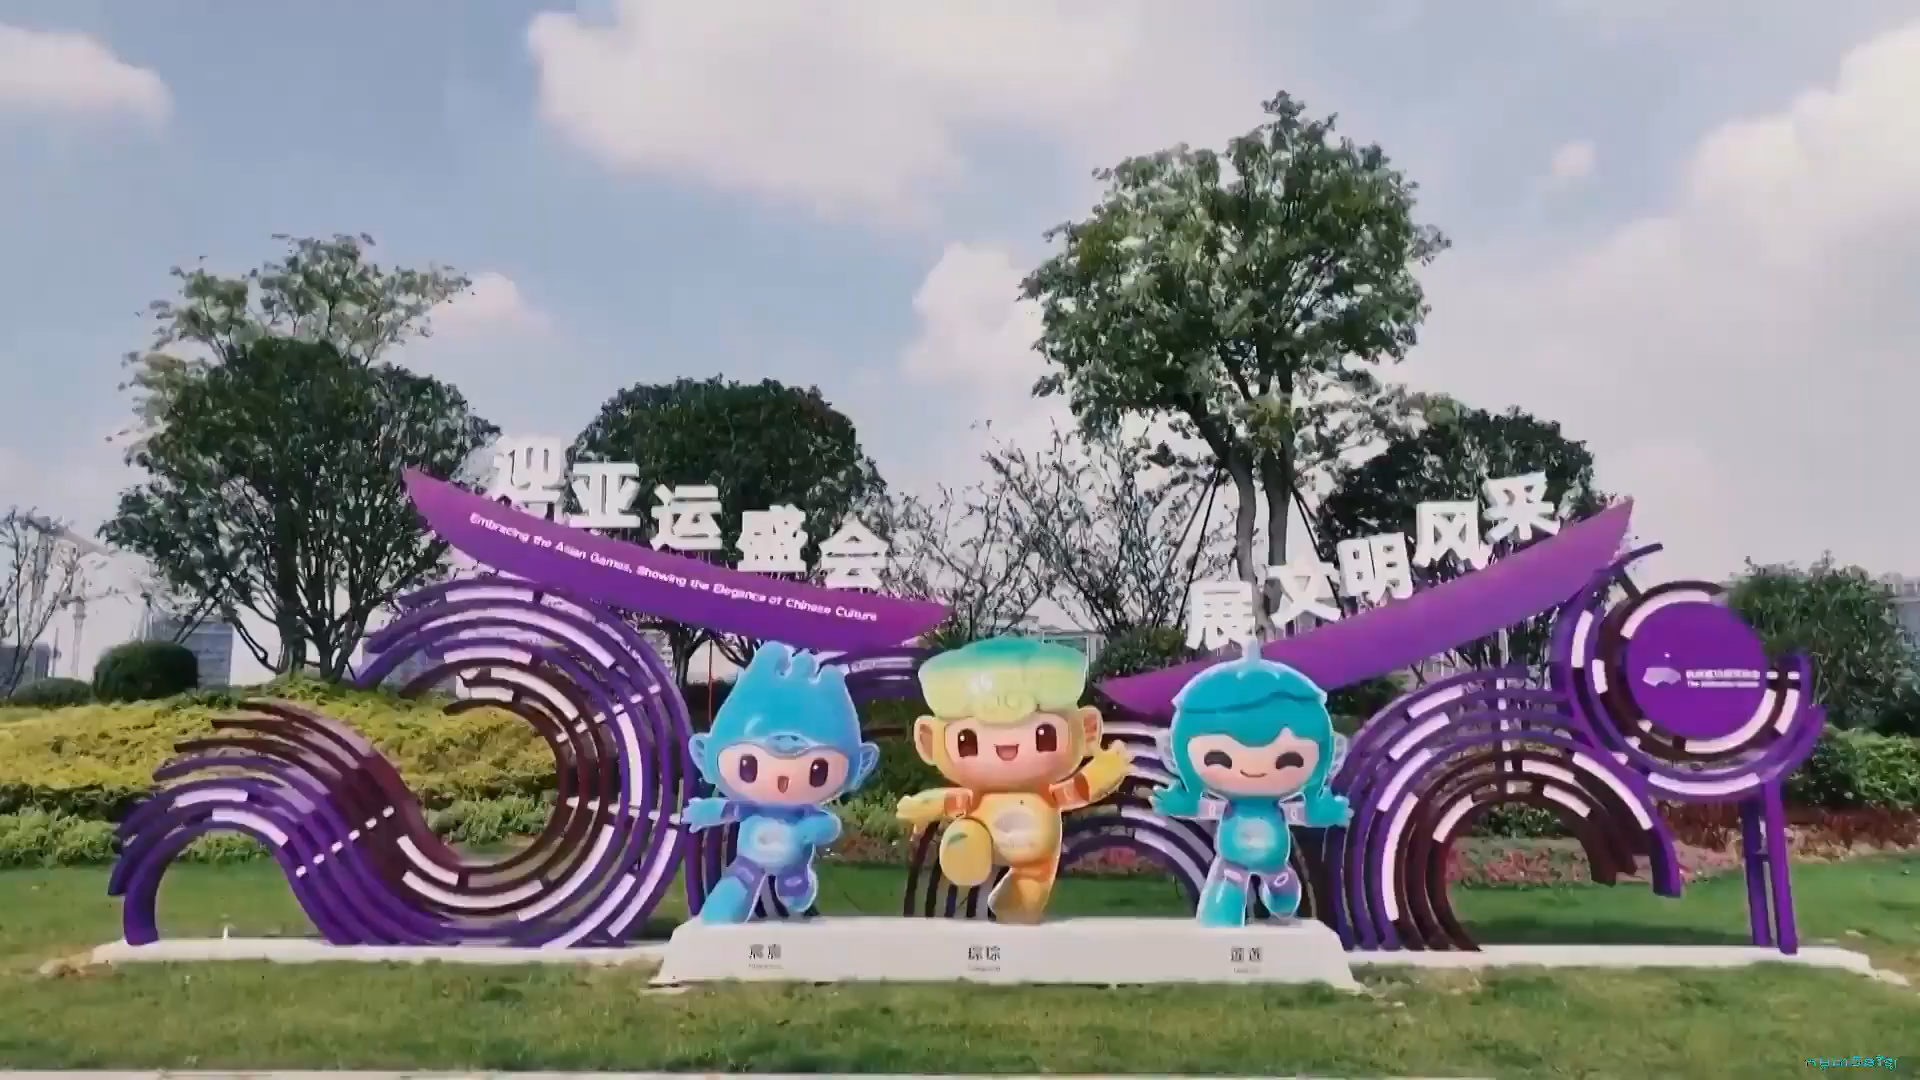 迎亚运盛会
Embracing the Asian Games, Showing the Elegance of Chinese Culture
展文明风采
宸宸
琮琮
莲莲